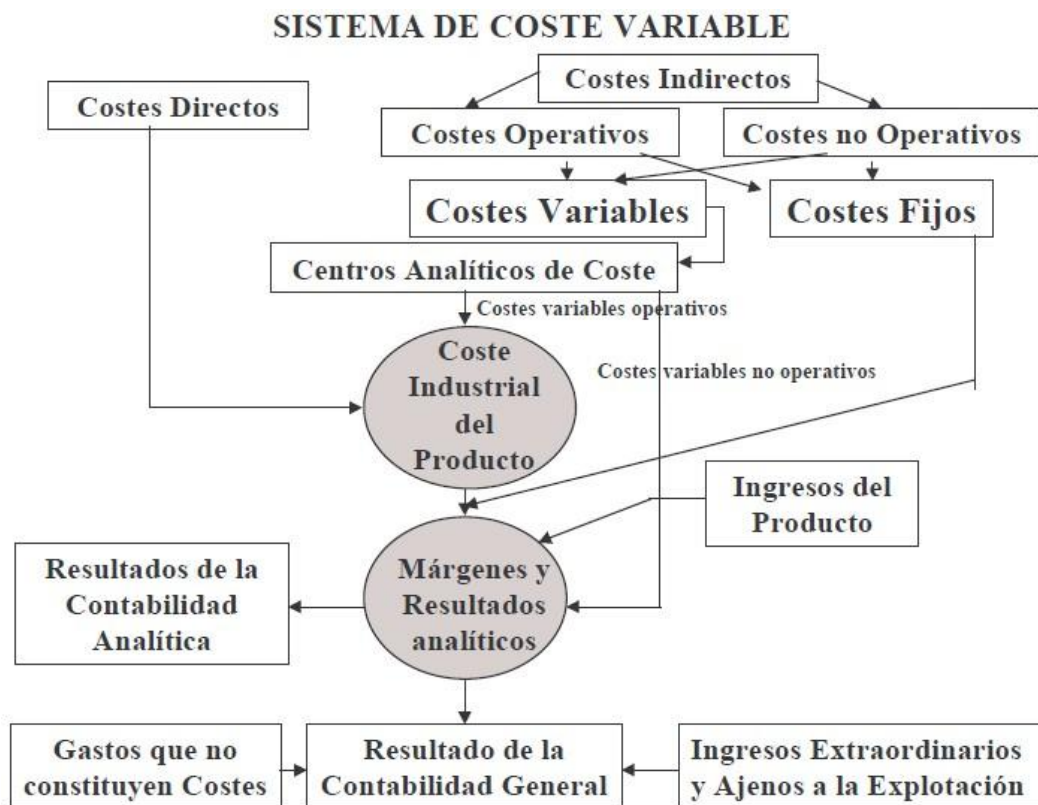 SISTEMA DE COSTE VARIABLE
Costes Indirectos
Costes Directos
Costes Operativos
Costes no Operativos
Costes Variables
Costes Fijos
Centros Analíticos de Coste
Costes variables operativos
Coste
Industrial
del
Producto
Costes variables no operativos
Ingresos del
Producto
Resultados de la
Contabilidad
Analítica
Márgenes y
Resultados
analíticos
Gastos que no
constituyen Costes
Resultado de la
Contabilidad General
Ingresos Extraordinarios
y Ajenos a la Explotación